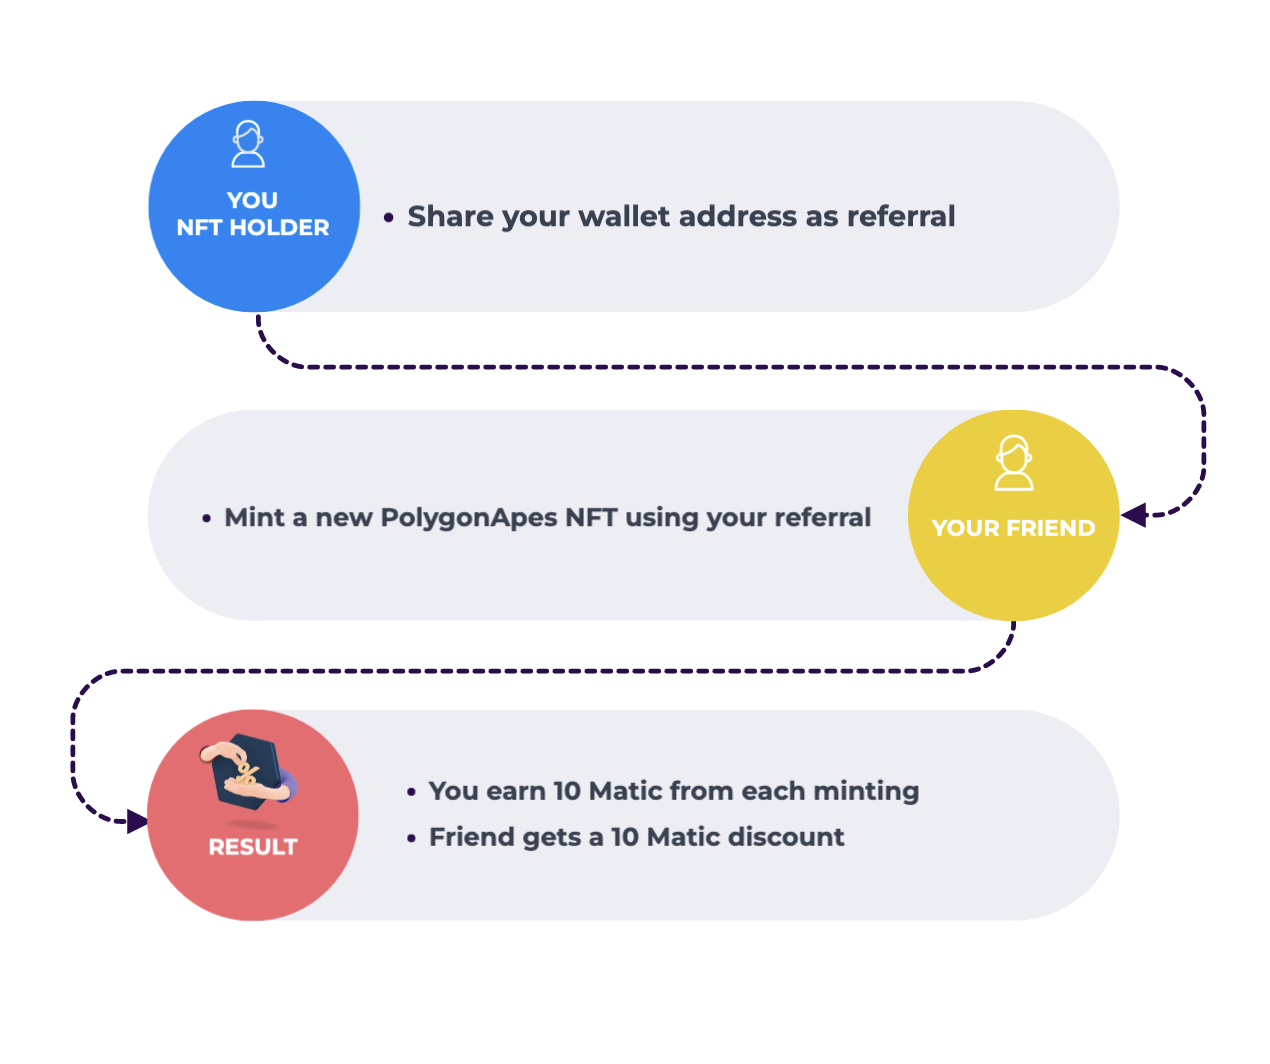 YOU
NFT HOLDER
• Share your wallet address as referral
• Mint a new PolygonApes NFT using your referral
YOUR FRIEND
%
RESULT
• You earn 10 Matic from each minting
• Friend gets a 10 Matic discount